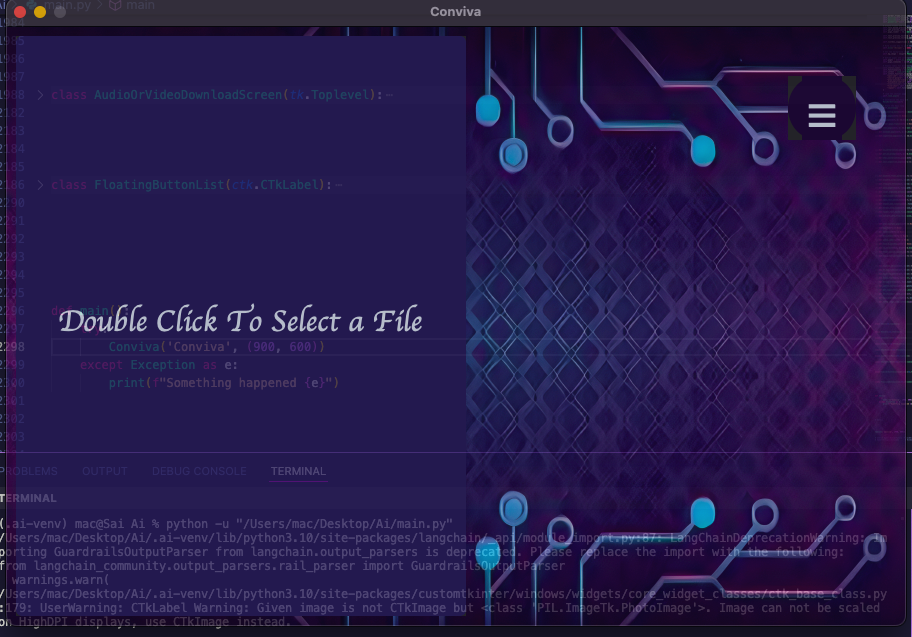 Conviva
main.py > main
1985
1986
1987
1988 > class AudioOrVideoDownloadScreen(tk.Toplevel):
2182
2183
2184
2185
2186 > class FloatingButtonList(ctk.CTkLabel):
2290
2291
2292
2293
2294
2295
2296 def main():
Double Click To Select a File
2298 Conviva('Conviva', (900, 600))
2299 except Exception as e:
2300 print(f"Something happened {e}")
2301
2302
2303
PROBLEMS OUTPUT DEBUG CONSOLE TERMINAL
TERMINAL
(.ai-venv) mac@Sai Ai % python -u "/Users/mac/Desktop/Ai/main.py"
/Users/mac/Desktop/Ai/.ai-venv/lib/python3.10/site-packages/langchain/_api/module_import.py:87: LangChainDeprecationWarning: Im
porting GuardrailsOutputParser from langchain.output_parsers is deprecated. Please replace the import with the following:
from langchain_community.output_parsers.rail_parser import GuardrailsOutputParser
warnings.warn(
/Users/mac/Desktop/Ai/.ai-venv/lib/python3.10/site-packages/customtkinter/windows/widgets/core_widget_classes/ctk_base_class.py
:179: UserWarning: CTkLabel Warning: Given image is not CTkImage but <class 'PIL.ImageTk.PhotoImage'>. Image can not be scaled
on HighDPI displays, use CTkImage instead.